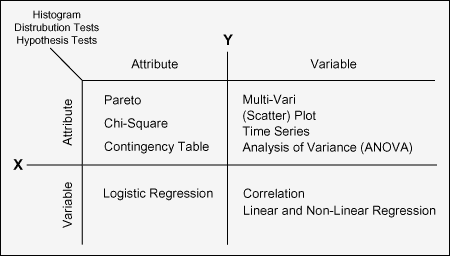 Histogram
Distrubution Tests
Hypothesis Tests
Y
Attribute
Variable
Attribute
Pareto
Chi-Square
Contingency Table
Multi-Vari
(Scatter) Plot
Time Series
Analysis of Variance (ANOVA)
X
Variable
Logistic Regression
Correlation
Linear and Non-Linear Regression